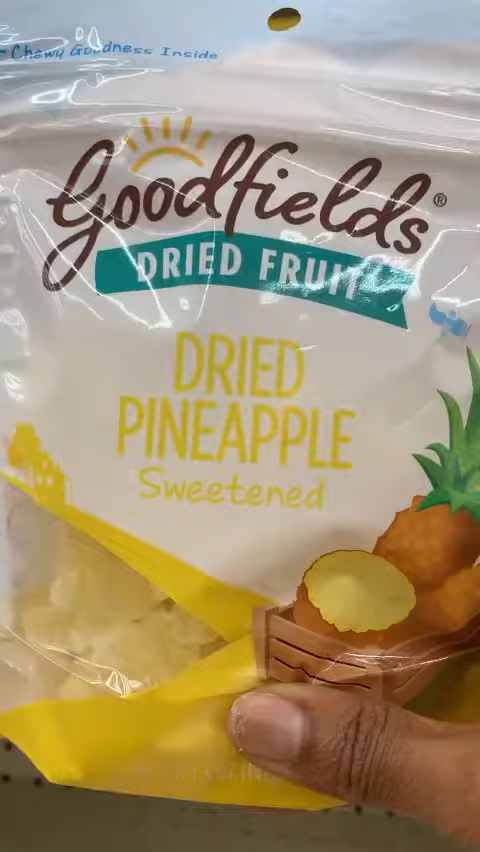 Chewy Goodness Inside
Goodfields®
DRIED FRUIT
DRIED
PINEAPPLE
Sweetened